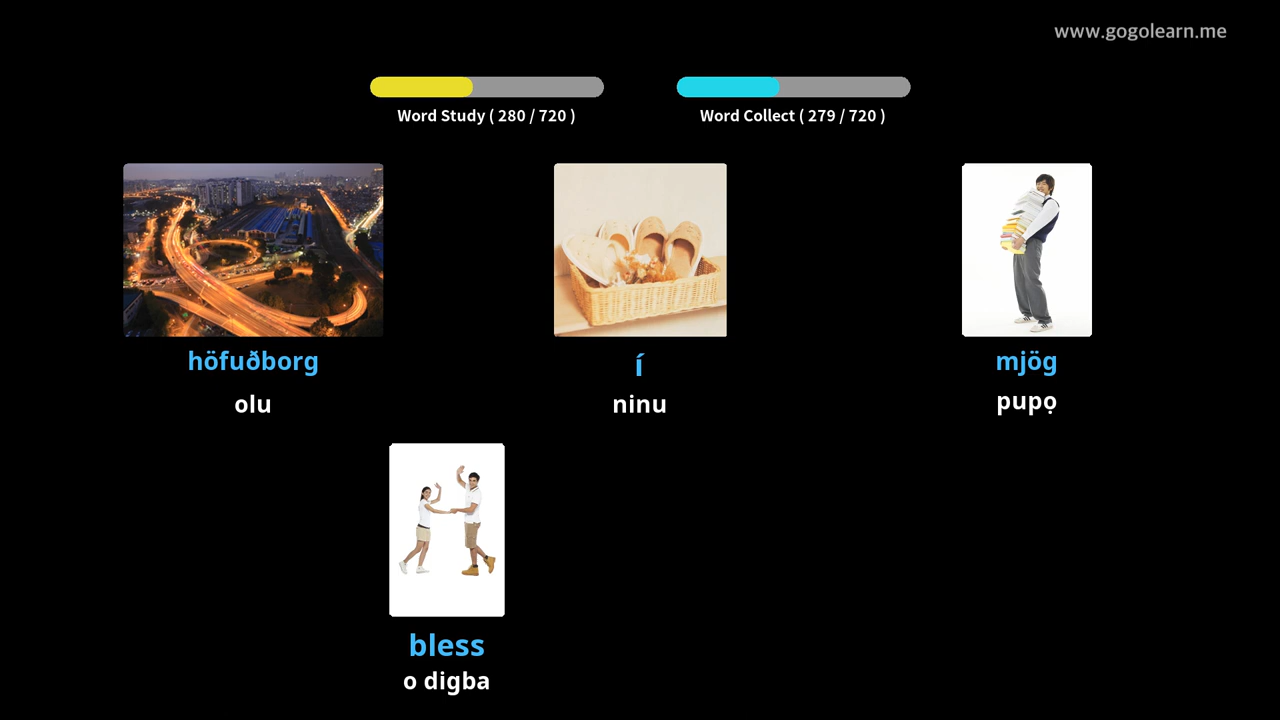 www.gogolearn.me
Word Study ( 280 / 720 )
Word Collect ( 279 / 720 )
höfuðborg
olu
í
ninu
mjög
pupọ
bless
o digba